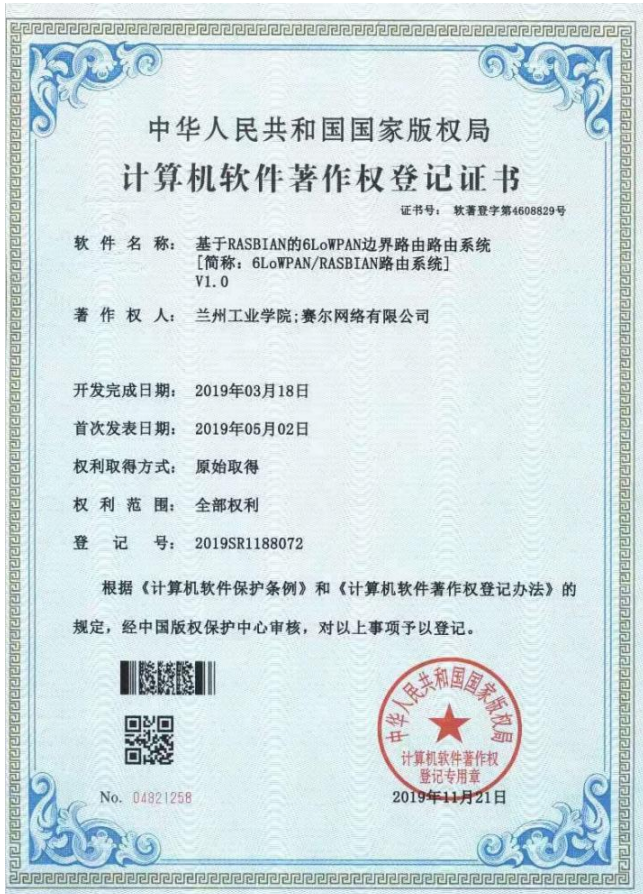 中华人民共和国国家版权局
计算机软件著作权登记证书
证书号： 软著登字第4608829号
软件名称： 基于RASBIAN的6LoWPAN边界路由路由系统
[简称：6LoWPAN/RASBIAN路由系统]
V1.0
著作权人： 兰州工业学院;赛尔网络有限公司
开发完成日期： 2019年03月18日
首次发表日期： 2019年05月02日
权利取得方式： 原始取得
权利范围： 全部权利
登记号： 2019SR1188072
根据《计算机软件保护条例》和《计算机软件著作权登记办法》的
规定，经中国版权保护中心审核，对以上事项予以登记。
中华人民共和国国家版权局
计算机软件著作权
登记专用章
No. 04821258
2019年11月21日